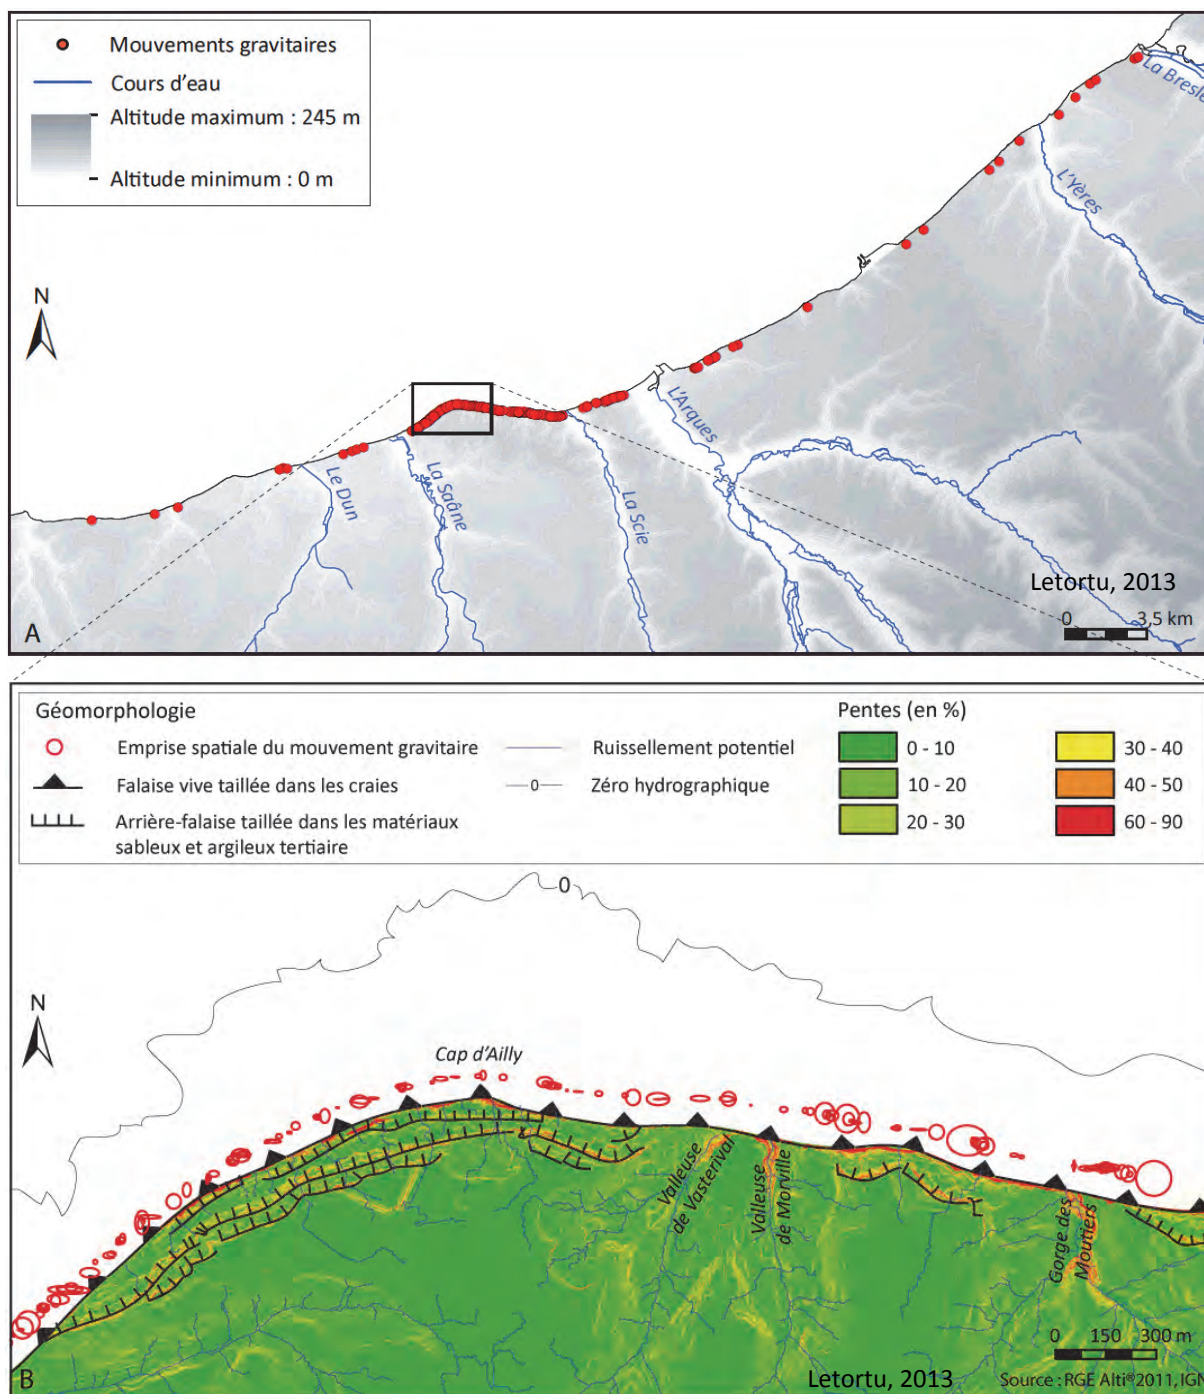 Mouvements gravitaires
Cours d'eau
Altitude maximum : 245 m
Altitude minimum : 0 m
N
La Bresle
L'Yères
L'Arques
La Scie
La Saâne
Le Dun
Letortu, 2013
0 3,5 km
A
Géomorphologie
Emprise spatiale du mouvement gravitaire
Falaise vive taillée dans les craies
Arrière-falaise taillée dans les matériaux
sableux et argileux tertiaire
Ruissellement potentiel
0
Zéro hydrographique
Pentes (en %)
0 - 10
10 - 20
20 - 30
30 - 40
40 - 50
60 - 90
0
N
Cap d'Ailly
Valleuse
de Vasterival
Valleuse
de Morville
Gorge des
Moutiers
0 150 300 m
B
Letortu, 2013
Source : RGE Alti®2011, IG